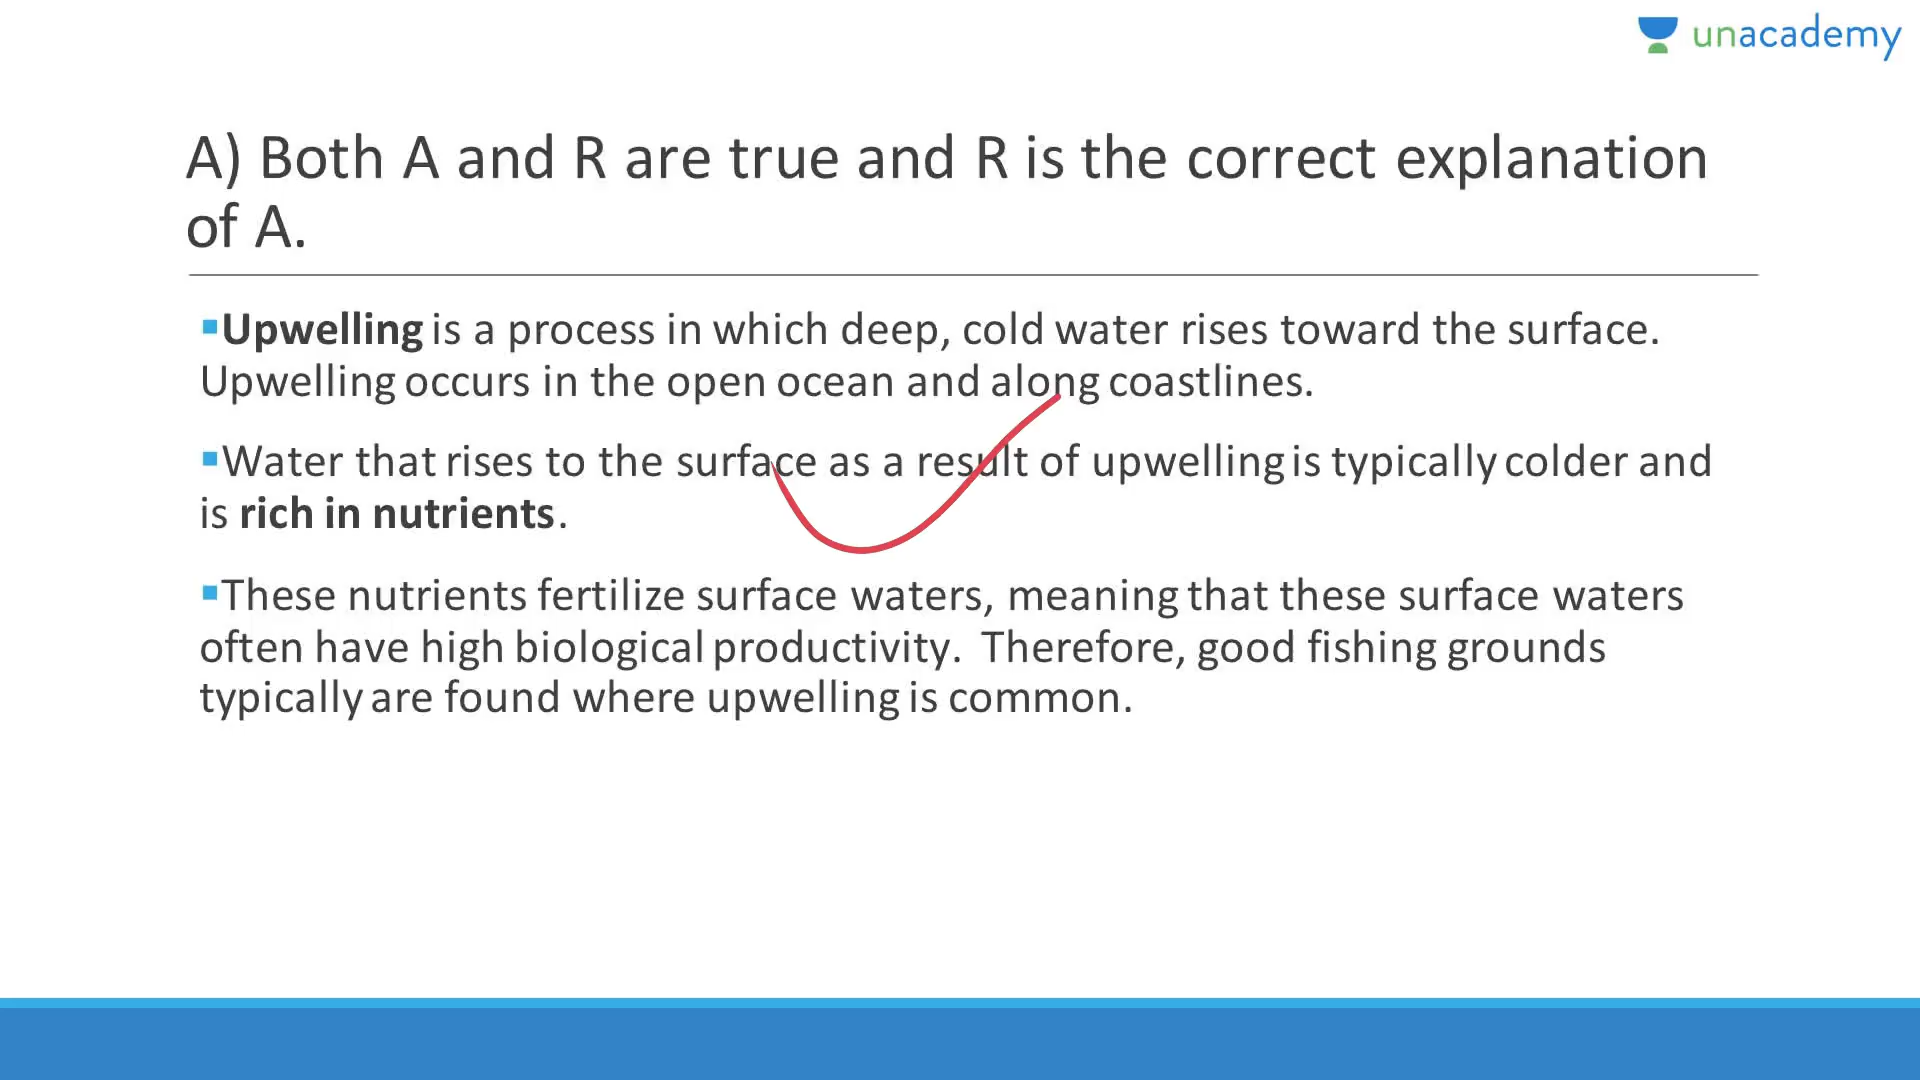 unacademy
A) Both A and R are true and R is the correct explanation
of A.
Upwelling is a process in which deep, cold water rises toward the surface.
Upwelling occurs in the open ocean and along coastlines.
Water that rises to the surface as a result of upwelling is typically colder and
is rich in nutrients.
These nutrients fertilize surface waters, meaning that these surface waters
often have high biological productivity. Therefore, good fishing grounds
typically are found where upwelling is common.